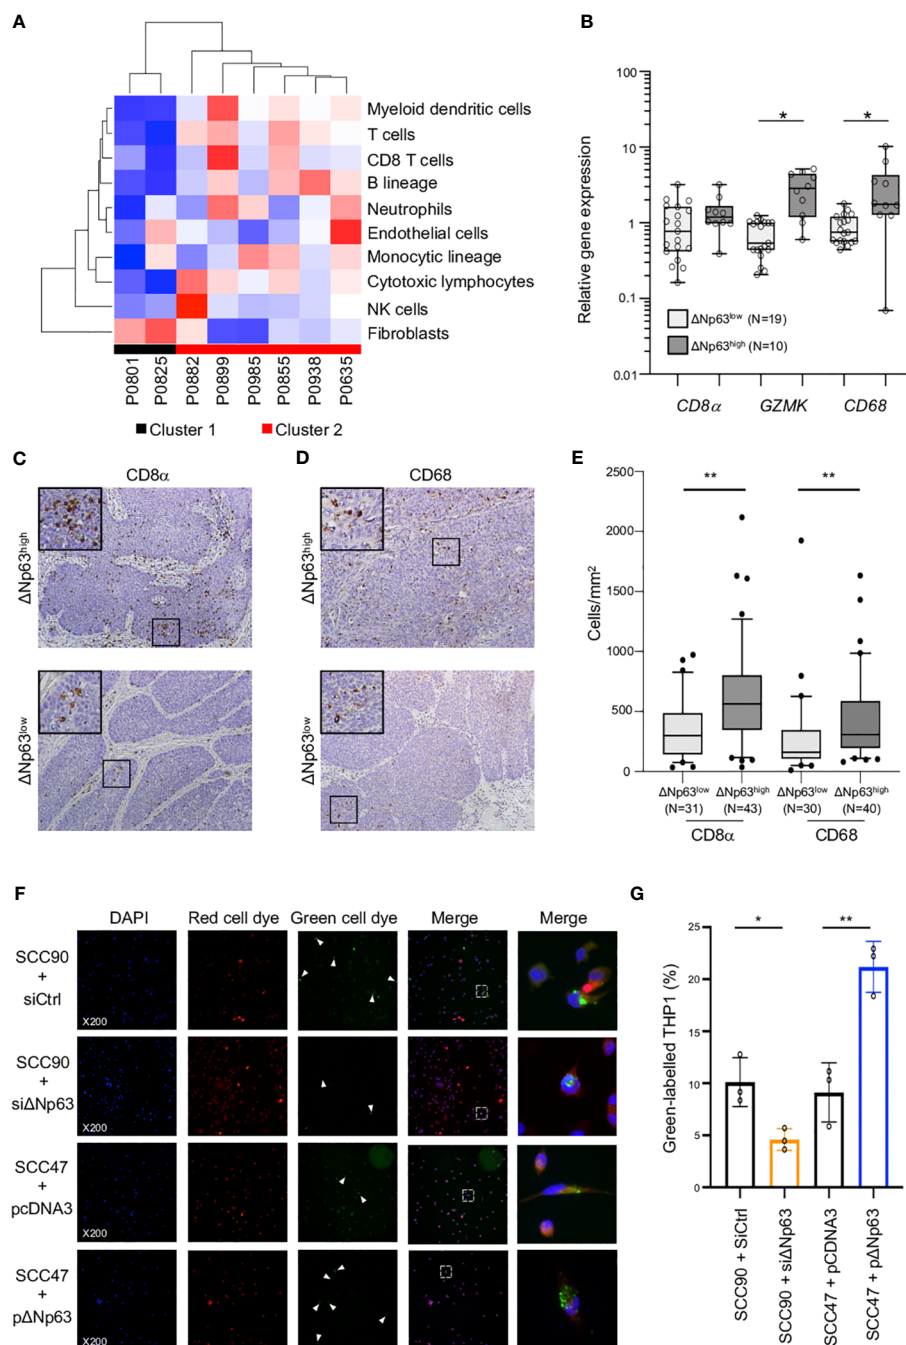 A
Myeloid dendritic cells
T cells
CD8 T cells
B lineage
Neutrophils
Endothelial cells
Monocytic lineage
Cytotoxic lymphocytes
NK cells
Fibroblasts
P0801
P0825
P0882
P0899
P0985
P0855
P0938
P0635
Cluster 1
Cluster 2
B
Relative gene expression
100
10
1
0.1
0.01
*
*
ΔNp63low (N=19)
ΔNp63high (N=10)
CD8α
GZMK
CD68
C
CD8α
ΔNp63high
ΔNp63low
D
CD68
ΔNp63high
ΔNp63low
E
Cells/mm2
2500
2000
1500
1000
500
0
**
**
ΔNp63low
(N=31)
ΔNp63high
(N=43)
ΔNp63low
(N=30)
ΔNp63high
(N=40)
CD8α
CD68
F
DAPI
Red cell dye
Green cell dye
Merge
Merge
SCC90
+
siCtrl
X200
SCC90
+
siΔNp63
X200
SCC47
+
pcDNA3
X200
SCC47
+
pΔNp63
X200
G
Green-labelled THP1 (%)
25
20
15
10
5
0
*
**
SCC90 + SiCtrl
SCC90 + siΔNp63
SCC47 + pCDNA3
SCC47 + pΔNp63